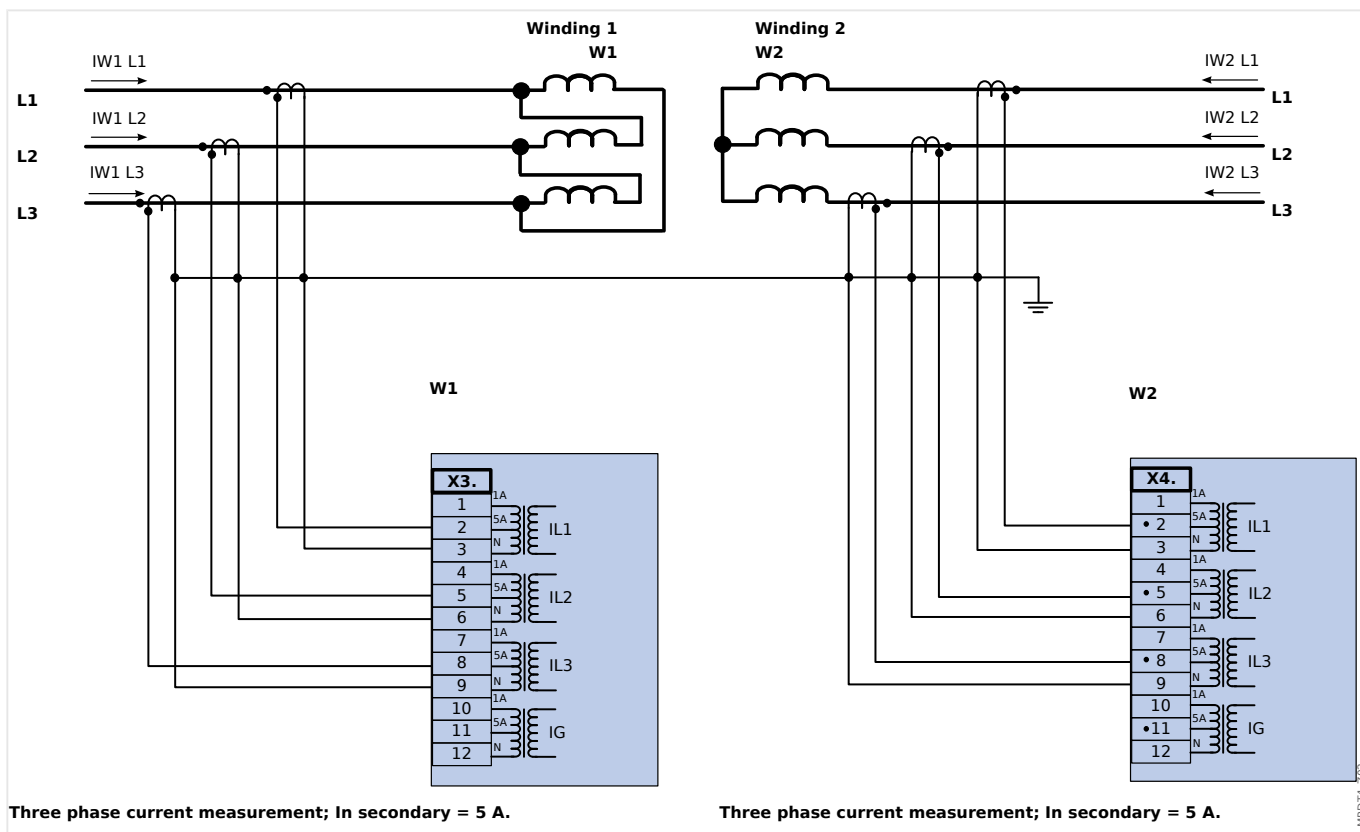 Winding 1
W1
Winding 2
W2
IW1 L1
L1
IW1 L2
L2
IW1 L3
L3
IW2 L1
L1
IW2 L2
L2
IW2 L3
L3
W1
X3.
1 1A
2 5A IL1
3 N
4 1A
5 5A IL2
6 N
7 1A
8 5A IL3
9 N
10 1A
11 5A IG
12 N
W2
X4.
1 1A
• 2 5A IL1
3 N
4 1A
• 5 5A IL2
6 N
7 1A
• 8 5A IL3
9 N
10 1A
•11 5A IG
12 N
Three phase current measurement; In secondary = 5 A.
Three phase current measurement; In secondary = 5 A.